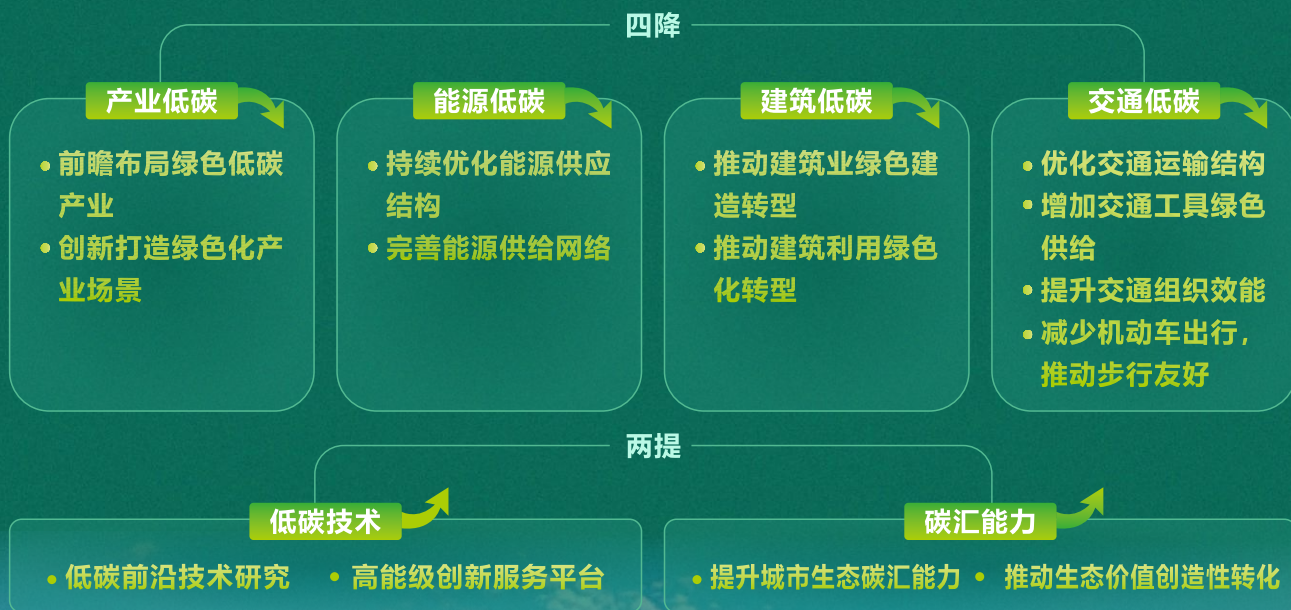 四降
产业低碳
• 前瞻布局绿色低碳
产业
• 创新打造绿色化产
业场景
能源低碳
• 持续优化能源供应
结构
• 完善能源供给网络
建筑低碳
• 推动建筑业绿色建
造转型
• 推动建筑利用绿色
化转型
交通低碳
• 优化交通运输结构
• 增加交通工具绿色
供给
• 提升交通组织效能
• 减少机动车出行，
推动步行友好
两提
低碳技术
• 低碳前沿技术研究
• 高能级创新服务平台
碳汇能力
• 提升城市生态碳汇能力
• 推动生态价值创造性转化